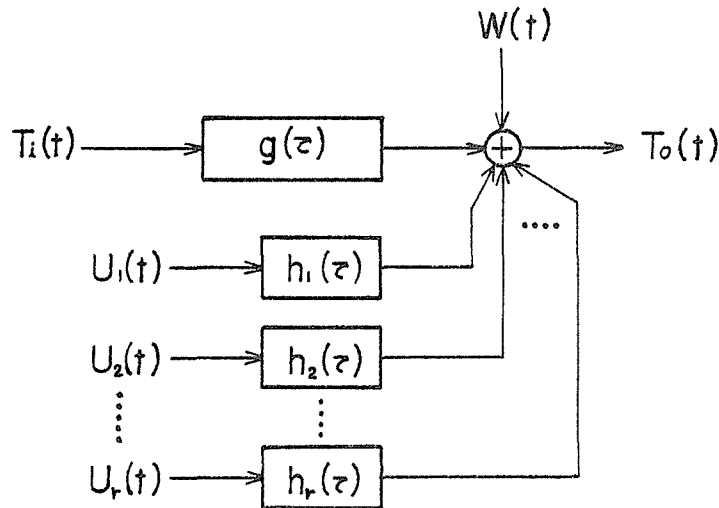 W(t)
Ti(t) g(τ) + To(t)
U₁(t) h₁(τ)
U₂(t) h₂(τ)
Uᵣ(t) hᵣ(τ)